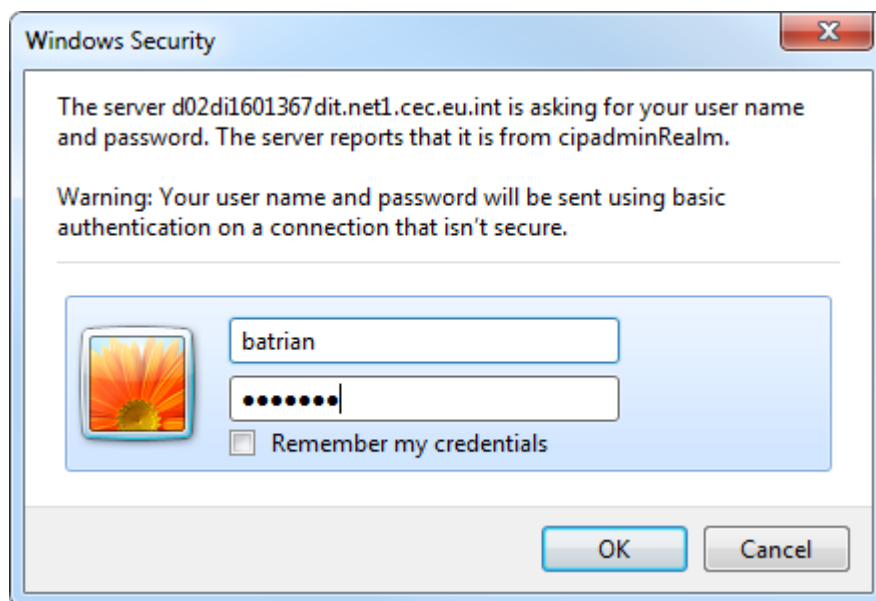 Windows Security
The server d02di1601367dit.net1.cec.eu.int is asking for your user name
and password. The server reports that it is from cipadminRealm.
Warning: Your user name and password will be sent using basic
authentication on a connection that isn't secure.
batrian
●●●●●●●
Remember my credentials
OK
Cancel